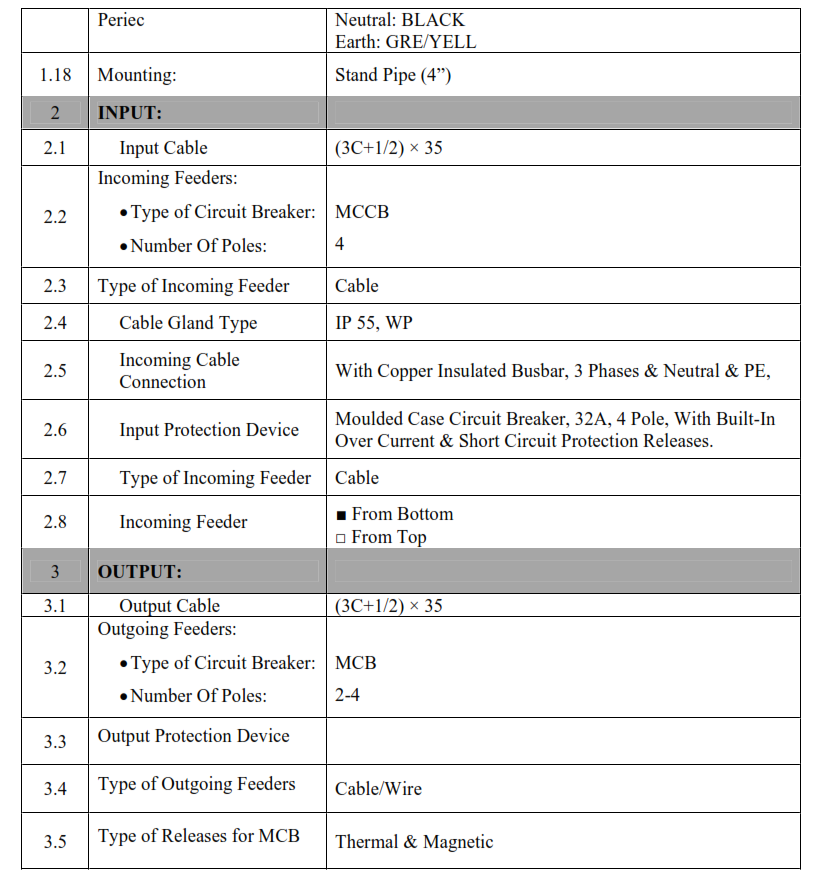 Periec
Neutral: BLACK
Earth: GRE/YELL
1.18 Mounting: Stand Pipe (4”)
2 INPUT:
2.1 Input Cable (3C+1/2) × 35
Incoming Feeders:
2.2
• Type of Circuit Breaker: MCCB
• Number Of Poles: 4
2.3 Type of Incoming Feeder Cable
2.4 Cable Gland Type IP 55, WP
2.5 Incoming Cable
Connection
With Copper Insulated Busbar, 3 Phases & Neutral & PE,
2.6 Input Protection Device
Moulded Case Circuit Breaker, 32A, 4 Pole, With Built-In
Over Current & Short Circuit Protection Releases.
2.7 Type of Incoming Feeder Cable
2.8 Incoming Feeder
■ From Bottom
□ From Top
3 OUTPUT:
3.1 Output Cable (3C+1/2) × 35
Outgoing Feeders:
3.2
• Type of Circuit Breaker: MCB
• Number Of Poles: 2-4
3.3 Output Protection Device
3.4 Type of Outgoing Feeders Cable/Wire
3.5 Type of Releases for MCB Thermal & Magnetic